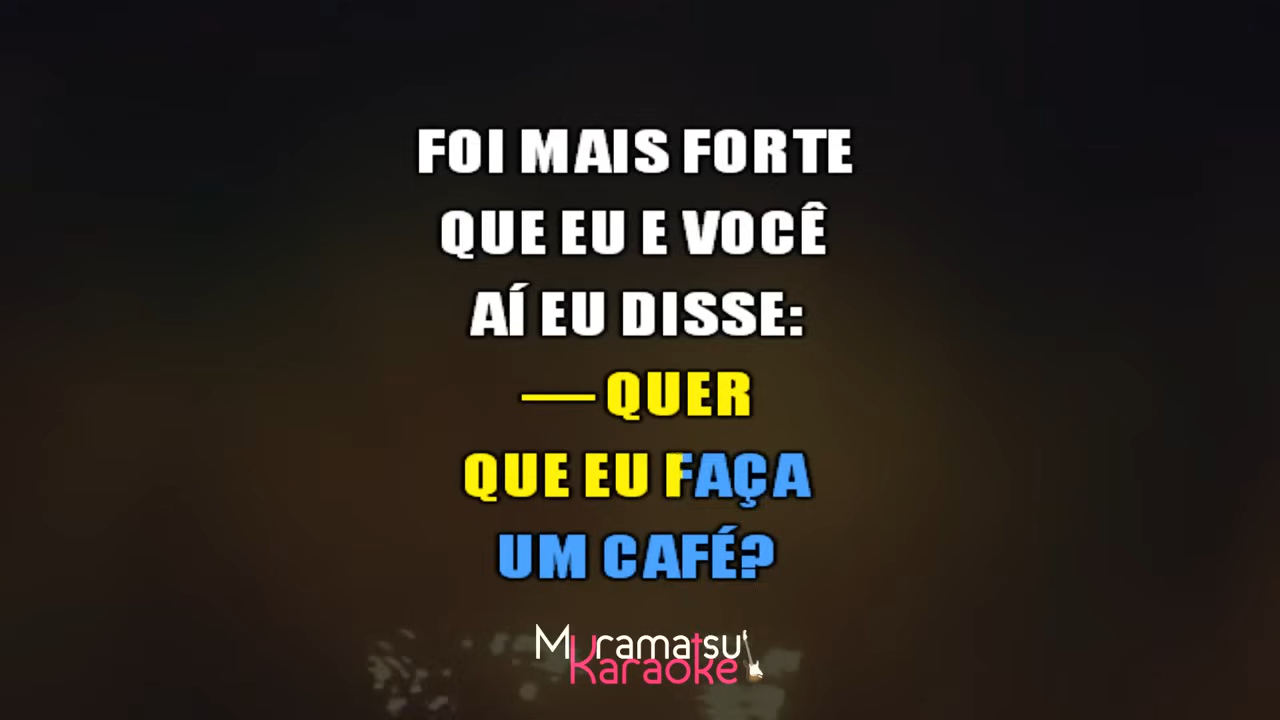 FOI MAIS FORTE
QUE EU E VOCÊ
AÍ EU DISSE:
— QUER
QUE EU FAÇA
UM CAFÉ?
Muramatsu
Karaoke